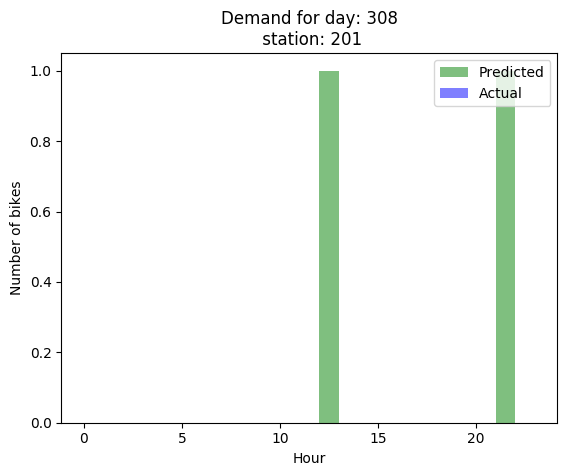 Demand for day: 308
station: 201
Predicted
Actual
1.0
0.8
0.6
0.4
0.2
0.0
Number of bikes
0 5 10 15 20
Hour